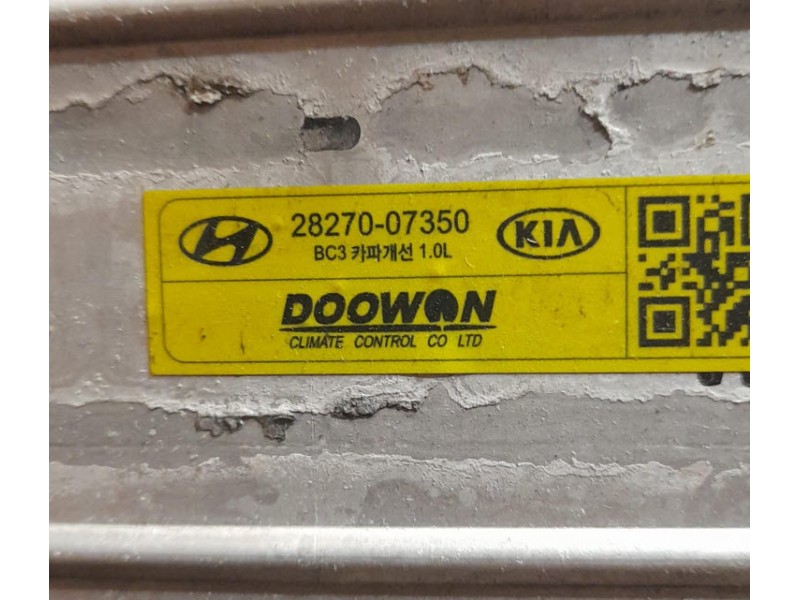 28270-07350
KIA
BC3 카파개선 1.0L
DOOWON
CLIMATE CONTROL CO LTD